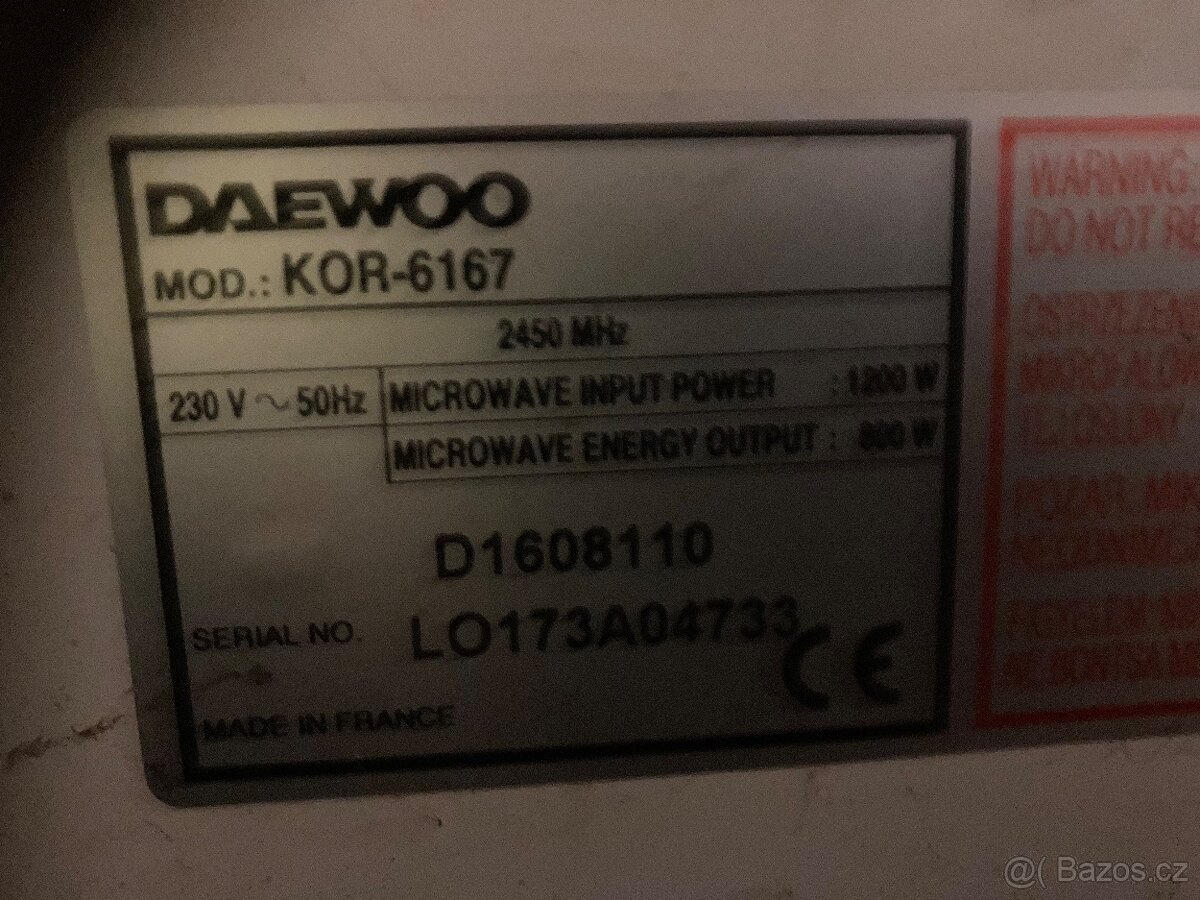 DAEWOO
MOD.: KOR-6167
2450 MHz
230 V ~ 50Hz
MICROWAVE INPUT POWER : 1200 W
MICROWAVE ENERGY OUTPUT : 800 W
D1608110
SERIAL NO. LO173A04733
CE
MADE IN FRANCE
WARNING
DO NOT RE
@( Bazos.cz